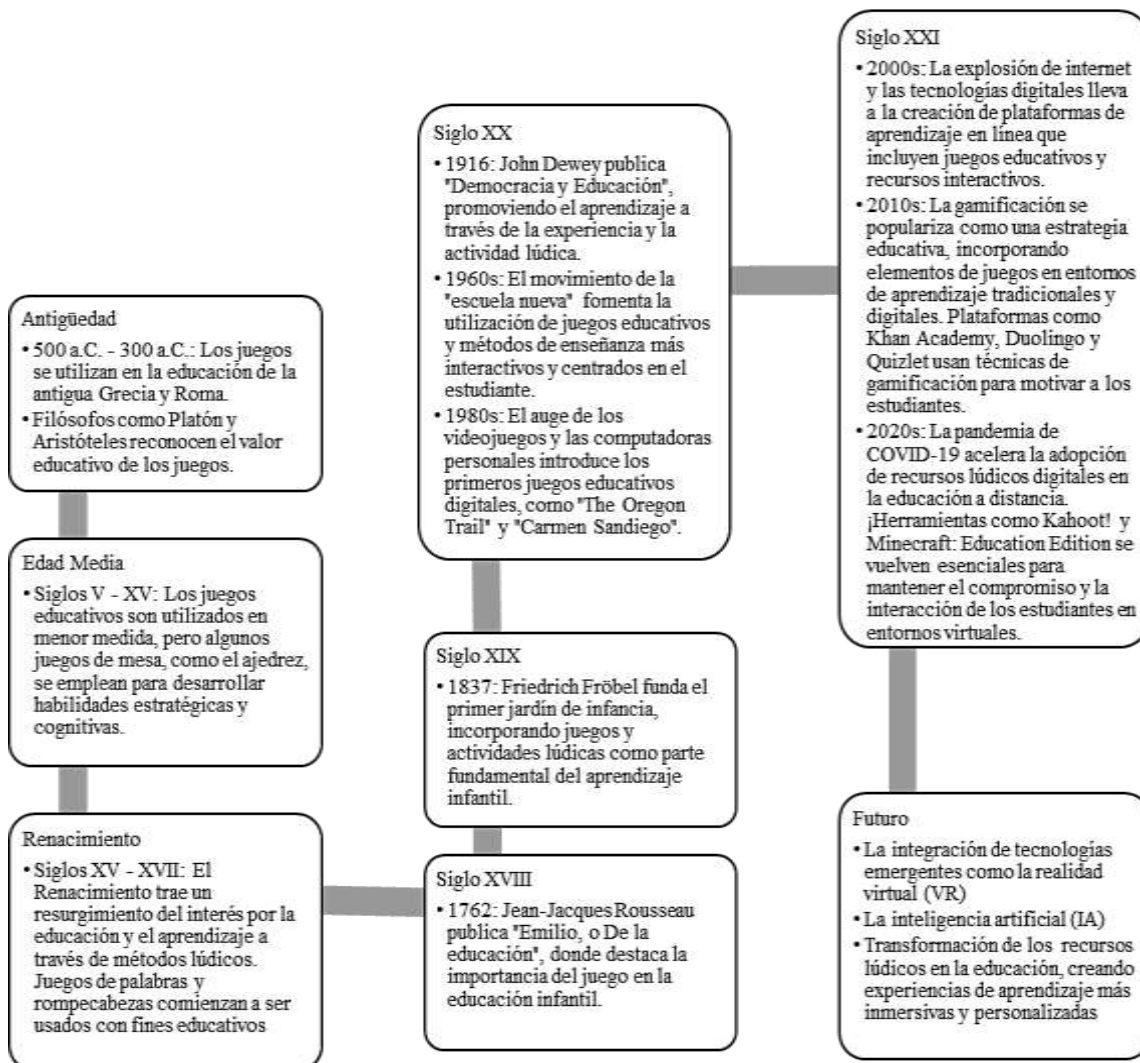 Antigüedad
• 500 a.C. - 300 a.C.: Los juegos
se utilizan en la educación de la
antigua Grecia y Roma.
• Filósofos como Platón y
Aristóteles reconocen el valor
educativo de los juegos.
Edad Media
• Siglos V - XV: Los juegos
educativos son utilizados en
menor medida, pero algunos
juegos de mesa, como el ajedrez,
se emplean para desarrollar
habilidades estratégicas y
cognitivas.
Renacimiento
• Siglos XV - XVII: El
Renacimiento trae un
resurgimiento del interés por la
educación y el aprendizaje a
través de métodos lúdicos.
Juegos de palabras y
rompecabezas comienzan a ser
usados con fines educativos
Siglo XVIII
• 1762: Jean-Jacques Rousseau
publica "Emilio, o De la
educación", donde destaca la
importancia del juego en la
educación infantil.
Siglo XIX
• 1837: Friedrich Fröbel funda el
primer jardín de infancia,
incorporando juegos y
actividades lúdicas como parte
fundamental del aprendizaje
infantil.
Siglo XX
• 1916: John Dewey publica
"Democracia y Educación",
promoviendo el aprendizaje a
través de la experiencia y la
actividad lúdica.
• 1960s: El movimiento de la
"escuela nueva" fomenta la
utilización de juegos educativos
y métodos de enseñanza más
interactivos y centrados en el
estudiante.
• 1980s: El auge de los
videojuegos y las computadoras
personales introduce los
primeros juegos educativos
digitales, como "The Oregon
Trail" y "Carmen Sandiego".
Siglo XXI
• 2000s: La explosión de internet
y las tecnologías digitales lleva
a la creación de plataformas de
aprendizaje en línea que
incluyen juegos educativos y
recursos interactivos.
• 2010s: La gamificación se
populariza como una estrategia
educativa, incorporando
elementos de juegos en entornos
de aprendizaje tradicionales y
digitales. Plataformas como
Khan Academy, Duolingo y
Quizlet usan técnicas de
gamificación para motivar a los
estudiantes.
• 2020s: La pandemia de
COVID-19 acelera la adopción
de recursos lúdicos digitales en
la educación a distancia.
¡Herramientas como Kahoot! y
Minecraft: Education Edition se
vuelven esenciales para
mantener el compromiso y la
interacción de los estudiantes en
entornos virtuales.
Futuro
• La integración de tecnologías
emergentes como la realidad
virtual (VR)
• La inteligencia artificial (IA)
• Transformación de los recursos
lúdicos en la educación, creando
experiencias de aprendizaje más
inmersivas y personalizadas